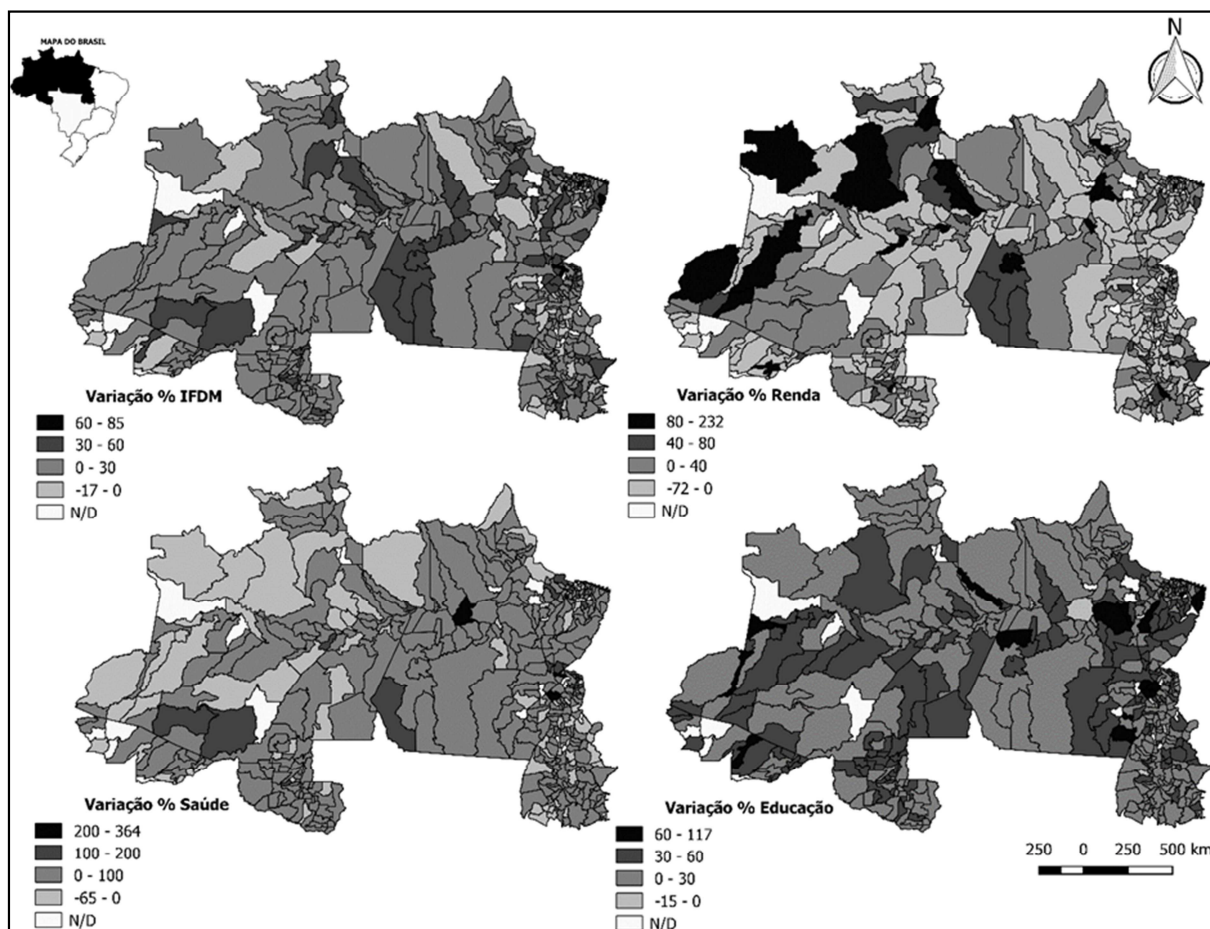 MAPA DO BRASIL
N
Variação % IFDM
60 - 85
30 - 60
0 - 30
-17 - 0
N/D
Variação % Renda
80 - 232
40 - 80
0 - 40
-72 - 0
N/D
Variação % Saúde
200 - 364
100 - 200
0 - 100
-65 - 0
N/D
Variação % Educação
60 - 117
30 - 60
0 - 30
-15 - 0
N/D
250 0 250 500 km